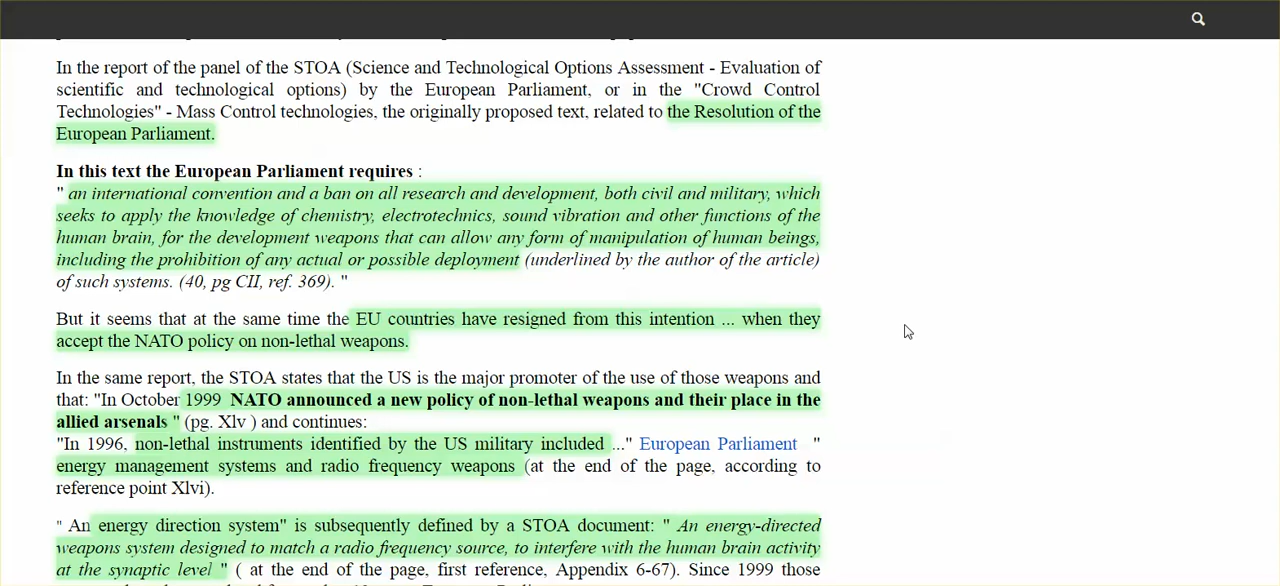 In the report of the panel of the STOA (Science and Technological Options Assessment - Evaluation of
scientific and technological options) by the European Parliament, or in the "Crowd Control
Technologies" - Mass Control technologies, the originally proposed text, related to the Resolution of the
European Parliament.
In this text the European Parliament requires :
" an international convention and a ban on all research and development, both civil and military, which
seeks to apply the knowledge of chemistry, electrotechnics, sound vibration and other functions of the
human brain, for the development weapons that can allow any form of manipulation of human beings,
including the prohibition of any actual or possible deployment (underlined by the author of the article)
of such systems. (40, pg CII, ref. 369). "
But it seems that at the same time the EU countries have resigned from this intention ... when they
accept the NATO policy on non-lethal weapons.
In the same report, the STOA states that the US is the major promoter of the use of those weapons and
that: "In October 1999 NATO announced a new policy of non-lethal weapons and their place in the
allied arsenals " (pg. Xlv ) and continues:
"In 1996, non-lethal instruments identified by the US military included ..." European Parliament "
energy management systems and radio frequency weapons (at the end of the page, according to
reference point Xlvi).
" An energy direction system" is subsequently defined by a STOA document: " An energy-directed
weapons system designed to match a radio frequency source, to interfere with the human brain activity
at the synaptic level " ( at the end of the page, first reference, Appendix 6-67). Since 1999 those